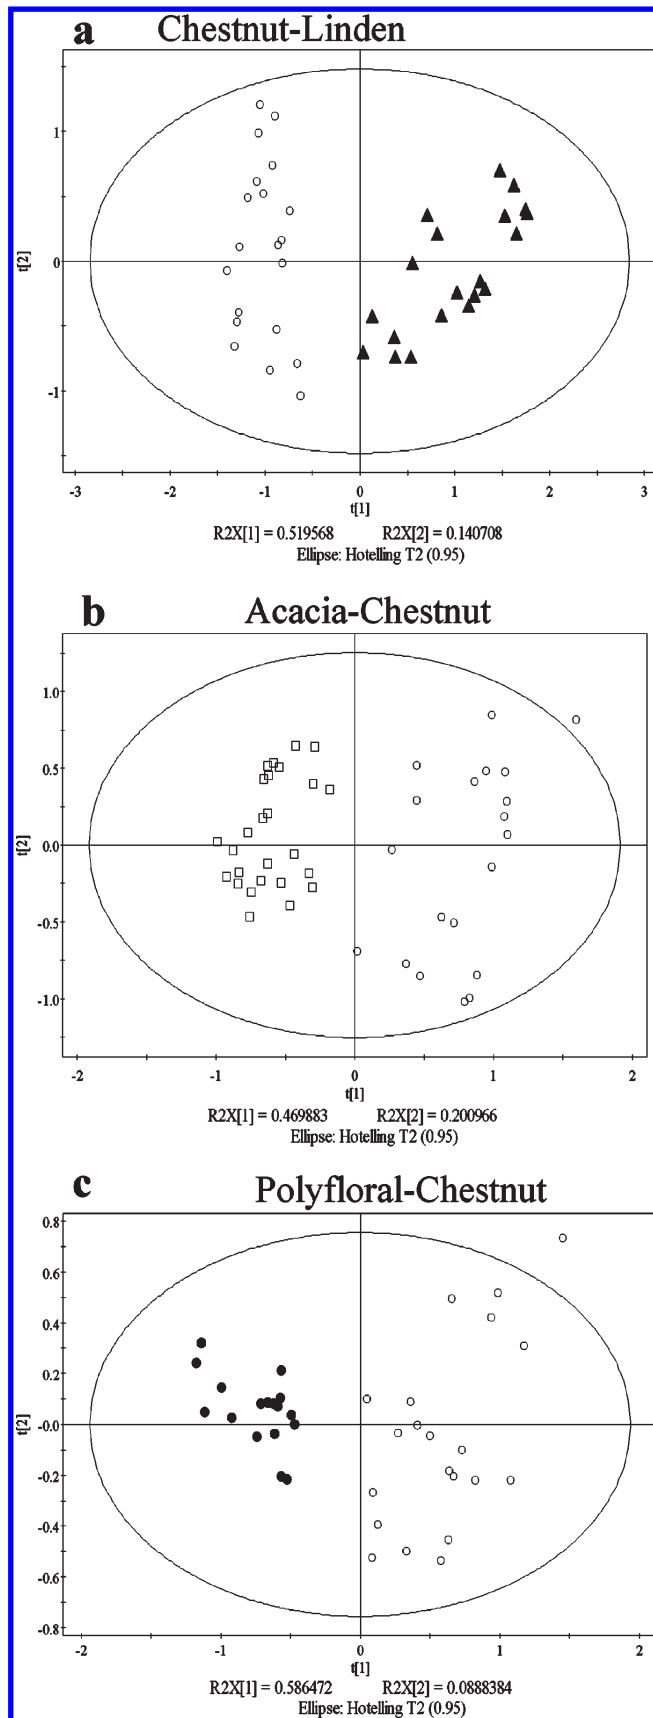 a Chestnut-Linden
1
0
-1
t[2]
-3 -2 -1 0 1 2 3
t[1]
R2X[1] = 0.519568 R2X[2] = 0.140708
Ellipse: Hotelling T2 (0.95)
b Acacia-Chestnut
1.0
0.5
0.0
-0.5
-1.0
t[2]
-2 -1 0 1 2
t[1]
R2X[1] = 0.469883 R2X[2] = 0.200966
Ellipse: Hotelling T2 (0.95)
c Polyfloral-Chestnut
0.8
0.6
0.4
0.2
-0.0
-0.2
-0.4
-0.6
-0.8
t[2]
-2 -1 0 1 2
t[1]
R2X[1] = 0.586472 R2X[2] = 0.0888384
Ellipse: Hotelling T2 (0.95)